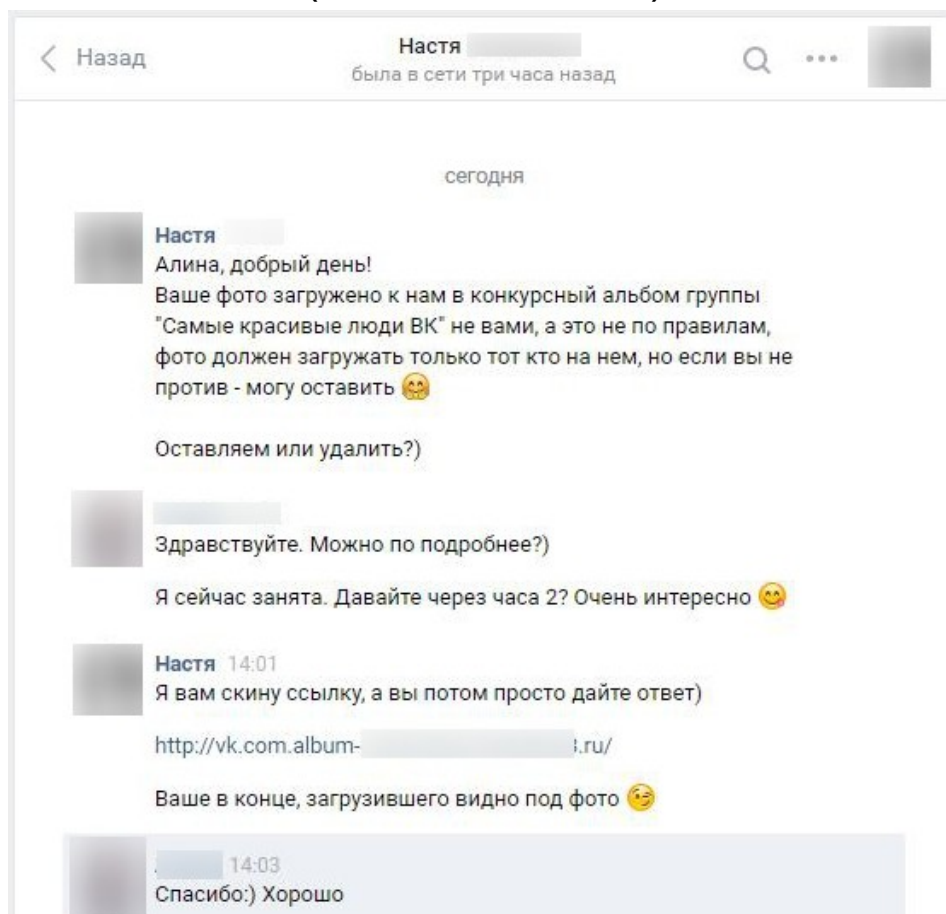 Назад
Настя
была в сети три часа назад
сегодня
Настя
Алина, добрый день!
Ваше фото загружено к нам в конкурсный альбом группы
"Самые красивые люди ВК" не вами, а это не по правилам,
фото должен загружать только тот кто на нем, но если вы не
против - могу оставить 🤗
Оставляем или удалить?)
Здравствуйте. Можно по подробнее?)
Я сейчас занята. Давайте через часа 2? Очень интересно 😋
Настя 14:01
Я вам скину ссылку, а вы потом просто дайте ответ)
http://vk.com.album- .ru/
Ваше в конце, загрузившего видно под фото 😉
14:03
Спасибо:) Хорошо